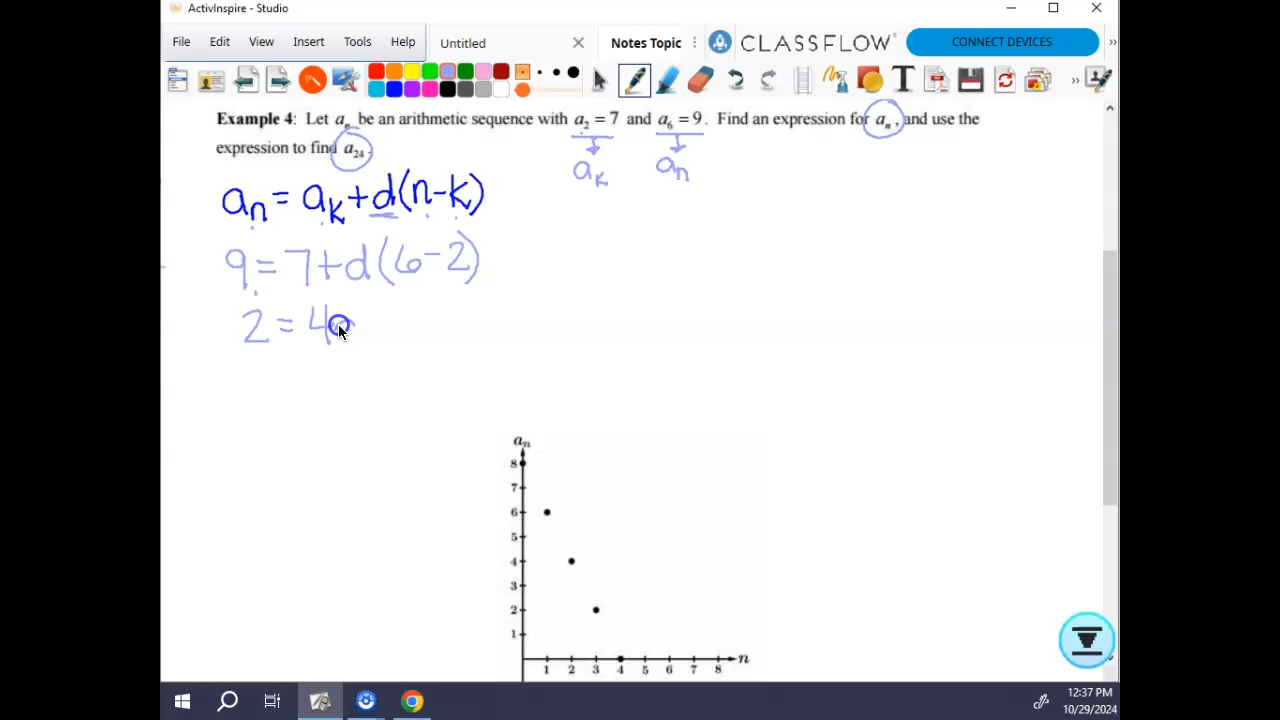 ActivInspire - Studio
File Edit View Insert Tools Help Untitled Notes Topic CLASSFLOW CONNECT DEVICES
Example 4: Let aₙ be an arithmetic sequence with a₂ = 7 and a₆ = 9. Find an expression for aₙ, and use the
expression to find a₂₄.
aₖ aₙ
aₙ = aₖ + d(n-k)
9 = 7 + d(6-2)
2 = 4
aₙ
8
7
6
5
4
3
2
1
1 2 3 4 5 6 7 8 n
12:37 PM
10/29/2024